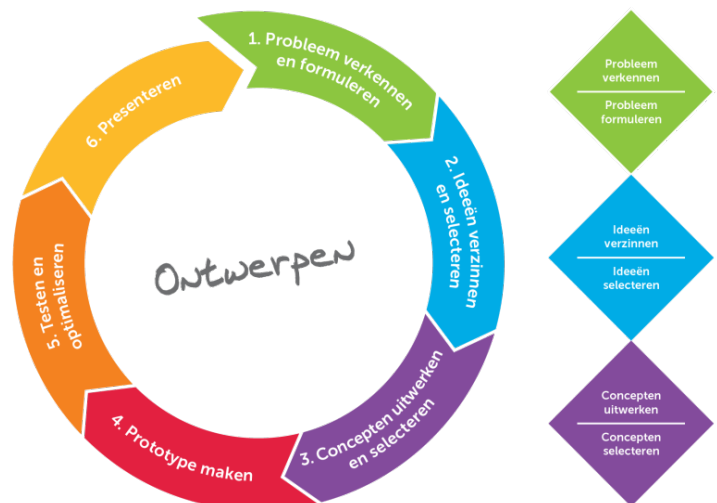 1. Probleem verkennen
en formuleren
2. Ideeën verzinnen
en selecteren
3. Concepten uitwerken
en selecteren
4. Prototype maken
5. Testen en
optimaliseren
6. Presenteren
Ontwerpen
Probleem
verkennen
Probleem
formuleren
Ideeën
verzinnen
Ideeën
selecteren
Concepten
uitwerken
Concepten
selecteren